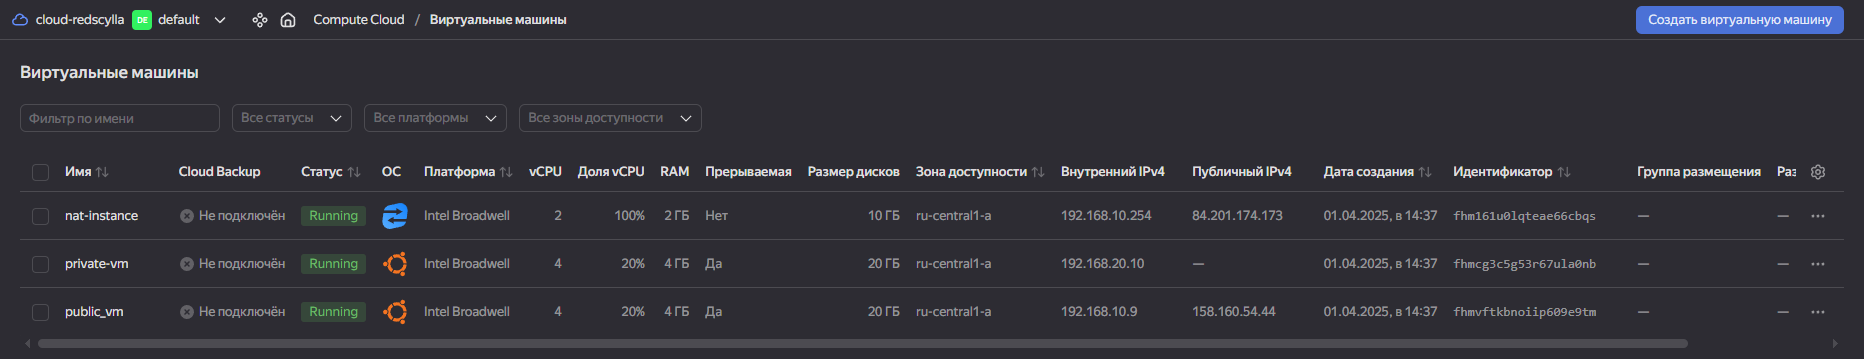 cloud-redscylla DE default Compute Cloud / Виртуальные машины Создать виртуальную машину
Виртуальные машины
Фильтр по имени Все статусы Все платформы Все зоны доступности
Имя Cloud Backup Статус ОС Платформа vCPU Доля vCPU RAM Прерываемая Размер дисков Зона доступности Внутренний IPv4 Публичный IPv4 Дата создания Идентификатор Группа размещения Раз
nat-instance Не подключён Running Intel Broadwell 2 100% 2 ГБ Нет 10 ГБ ru-central1-a 192.168.10.254 84.201.174.173 01.04.2025, в 14:37 fhm161u0lqteae66cbqs — —
private-vm Не подключён Running Intel Broadwell 4 20% 4 ГБ Да 20 ГБ ru-central1-a 192.168.20.10 — 01.04.2025, в 14:37 fhmcg3c5g53r67ula0nb — —
public_vm Не подключён Running Intel Broadwell 4 20% 4 ГБ Да 20 ГБ ru-central1-a 192.168.10.9 158.160.54.44 01.04.2025, в 14:37 fhmvftkbnoiip609e9tm — —